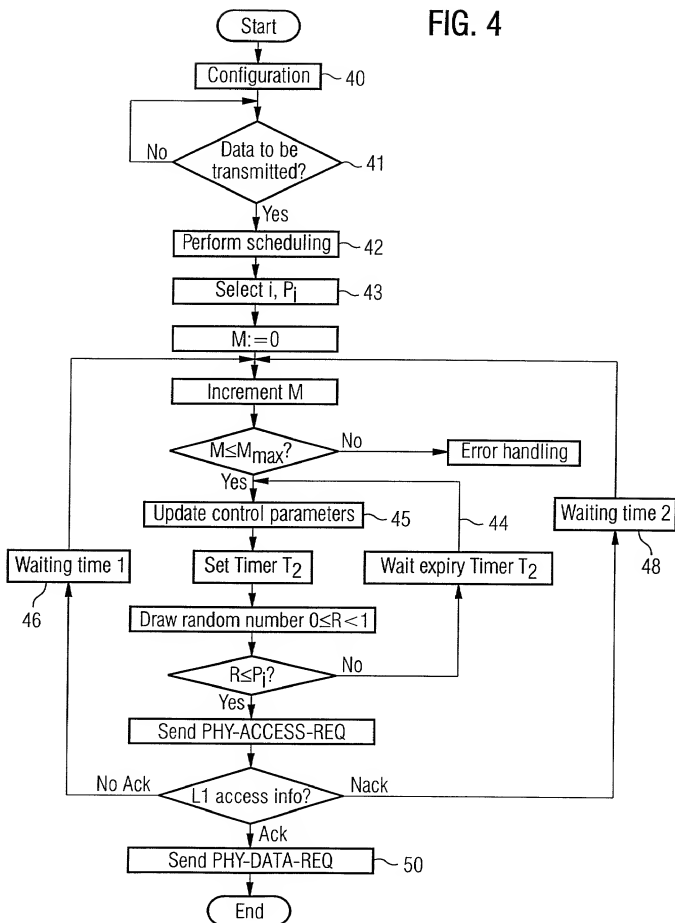 FIG. 4
Start
Configuration
40
Data to be
transmitted?
41
No
Yes
Perform scheduling
42
Select i, Pi
43
M:=0
Increment M
M≤Mmax?
No
Error handling
Yes
Update control parameters
45
44
Waiting time 2
48
Waiting time 1
46
Set Timer T2
Wait expiry Timer T2
Draw random number 0≤R<1
R≤Pi?
No
Yes
Send PHY-ACCESS-REQ
No Ack
L1 access info?
Nack
Ack
Send PHY-DATA-REQ
50
End